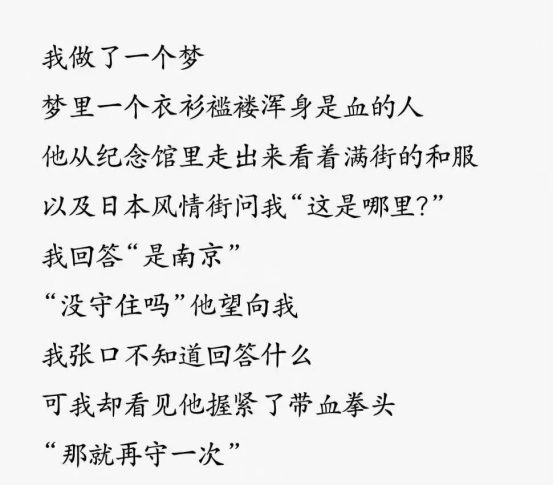 我做了一个梦
梦里一个衣衫褴褛浑身是血的人
他从纪念馆里走出来看着满街的和服
以及日本风情街问我“这是哪里?”
我回答“是南京”
“没守住吗”他望向我
我张口不知道回答什么
可我却看见他握紧了带血拳头
“那就再守一次”